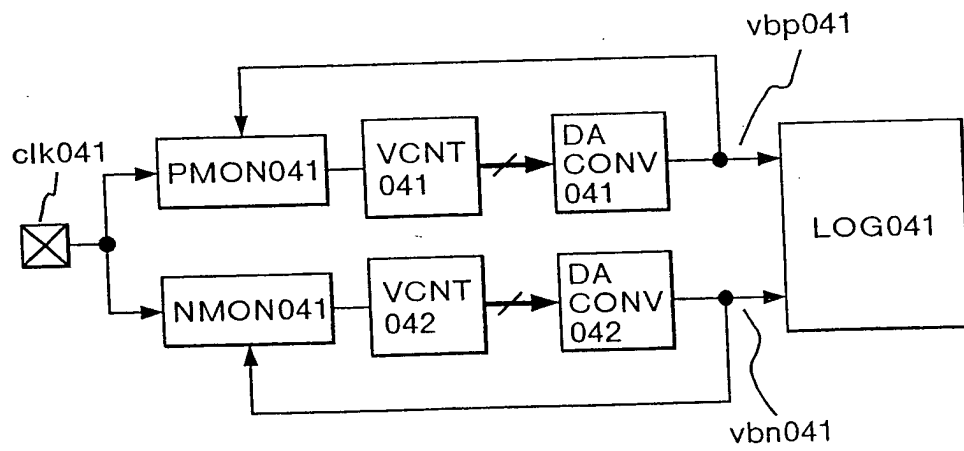 vbp041
clk041
PMON041
VCNT
041
DA
CONV
041
LOG041
NMON041
VCNT
042
DA
CONV
042
vbn041